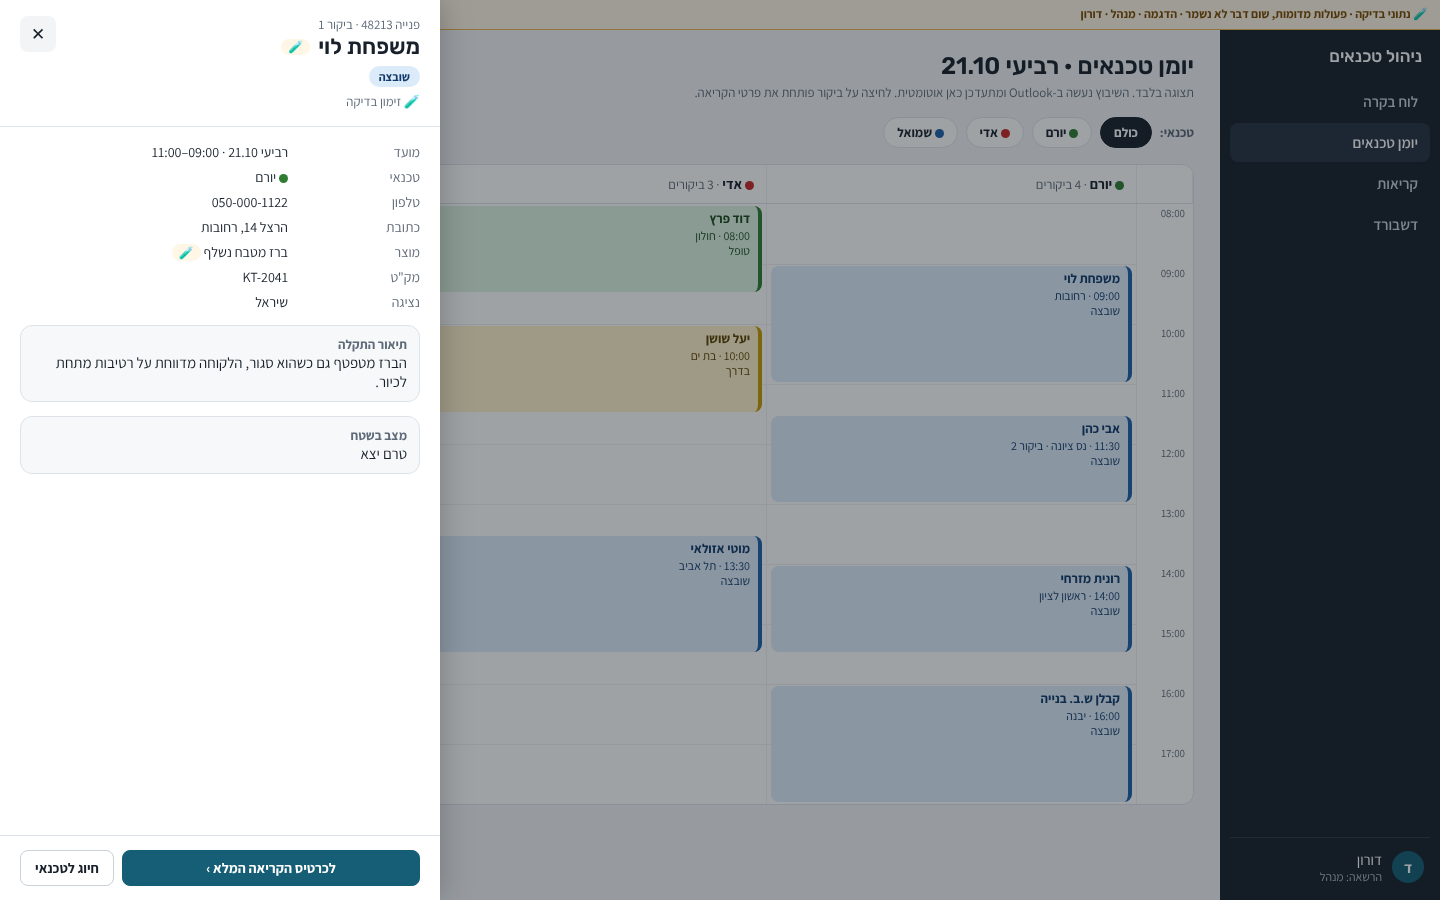 🧪 נתוני בדיקה · פעולות מדומות, שום דבר לא נשמר · הדגמה · מנהל · דורון
ניהול טכנאים
לוח בקרה
יומן טכנאים
קריאות
דשבורד
דורון
הרשאה: מנהל
ד
יומן טכנאים • רביעי 21.10
תצוגה בלבד. השיבוץ נעשה ב-Outlook ומתעדכן כאן אוטומטית. לחיצה על ביקור פותחת את פרטי הקריאה.
טכנאי:
כולם
יורם
אדי
שמואל
יורם · 4 ביקורים
אדי · 3 ביקורים
08:00
09:00
10:00
11:00
12:00
13:00
14:00
15:00
16:00
17:00
משפחת לוי
09:00 · רחובות
שובצה
אבי כהן
11:30 · נס ציונה · ביקור 2
שובצה
רונית מזרחי
14:00 · ראשון לציון
שובצה
קבלן ש.ב. בנייה
16:00 · יבנה
שובצה
דוד פרץ
08:00 · חולון
טופל
יעל שושן
10:00 · בת ים
בדרך
מוטי אזולאי
13:30 · תל אביב
שובצה
פנייה 48213 · ביקור 1
משפחת לוי 🧪
שובצה
🧪 זימון בדיקה
✕
מועד רביעי 21.10 · 09:00–11:00
טכנאי יורם
טלפון 050-000-1122
כתובת הרצל 14, רחובות
מוצר ברז מטבח נשלף 🧪
מק"ט KT-2041
נציגה שיראל
תיאור התקלה
הברז מטפטף גם כשהוא סגור, הלקוחה מדווחת על רטיבות מתחת
לכיור.
מצב בשטח
טרם יצא
לכרטיס הקריאה המלא ›
חיוג לטכנאי